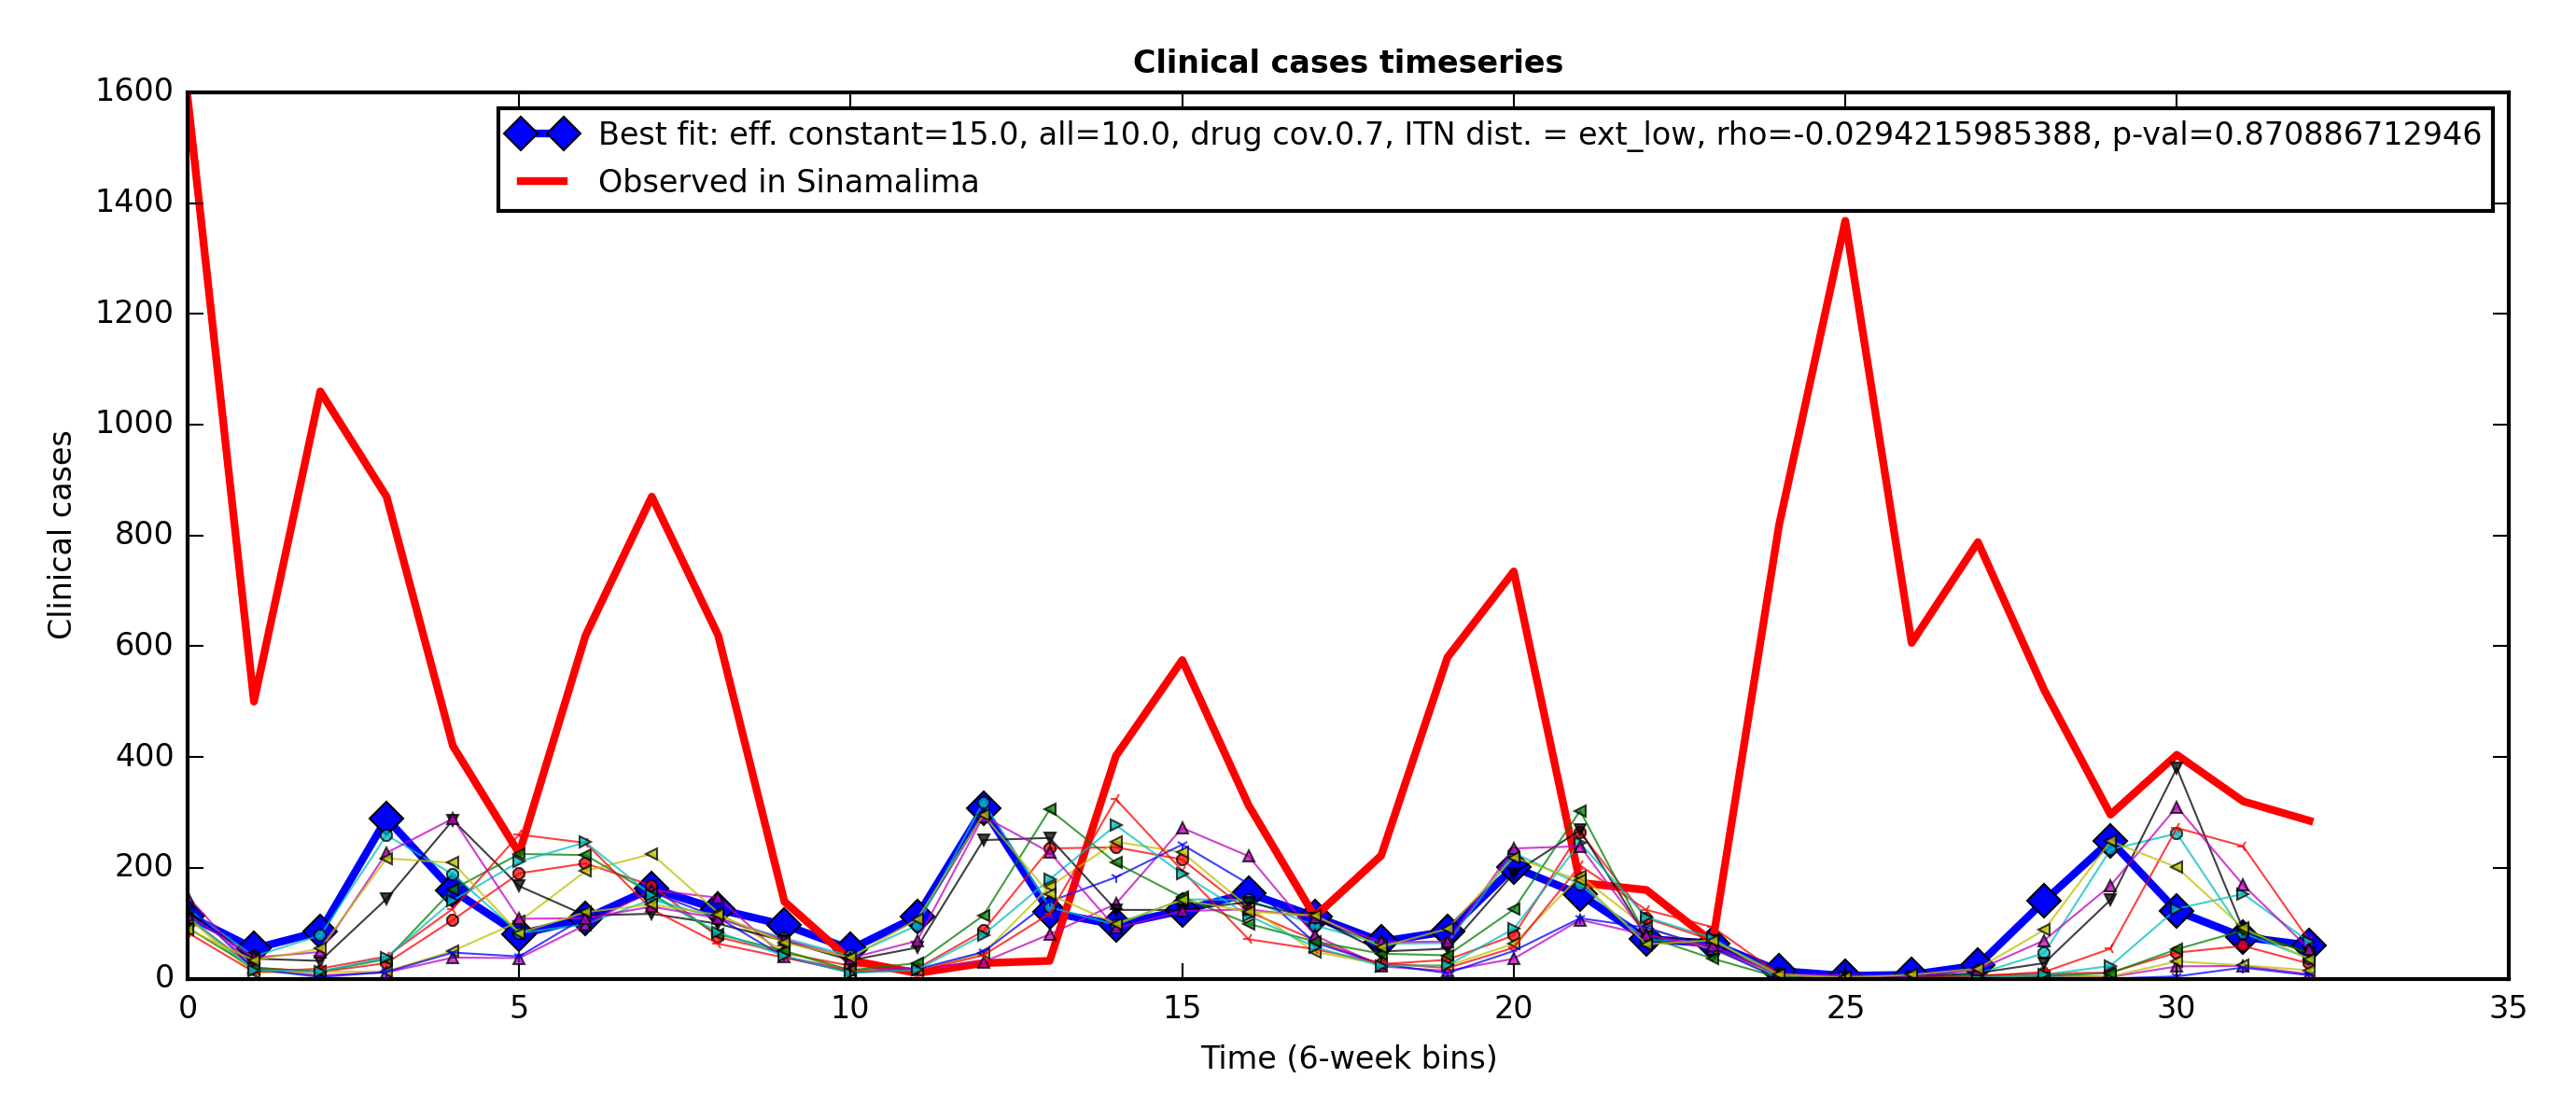 Clinical cases timeseries
1600
1400
1200
1000
800
600
400
200
0
Clinical cases
Best fit: eff. constant=15.0, all=10.0, drug cov.0.7, ITN dist. = ext_low, rho=-0.0294215985388, p-val=0.870886712946
Observed in Sinamalima
0 5 10 15 20 25 30 35
Time (6-week bins)